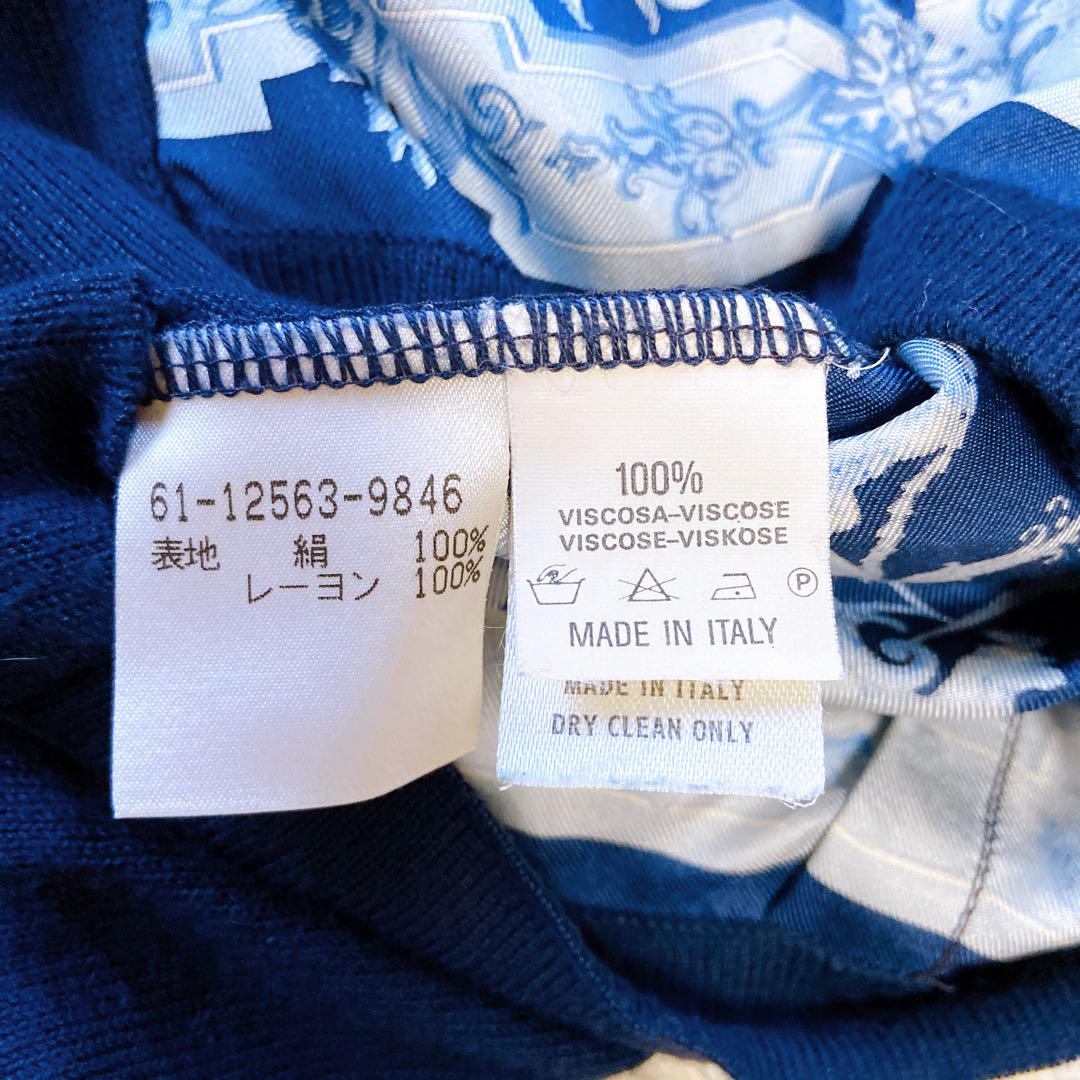 61-12563-9846
表地 絹 100%
レーヨン 100%
100%
VISCOSA-VISCOSE
VISCOSE-VISKOSE
P
MADE IN ITALY
MADE IN ITALY
DRY CLEAN ONLY